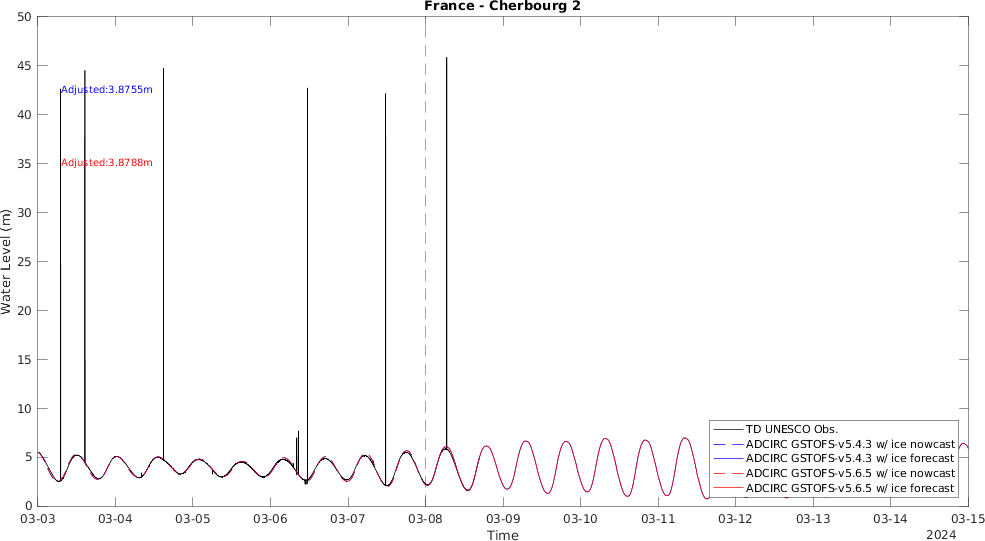 France - Cherbourg 2
50
45
40
35
30
25
20
15
10
5
0
Water Level (m)
Adjusted:3.8755m
Adjusted:3.8788m
TD UNESCO Obs.
ADCIRC GSTOFS-v5.4.3 w/ ice nowcast
ADCIRC GSTOFS-v5.4.3 w/ ice forecast
ADCIRC GSTOFS-v5.6.5 w/ ice nowcast
ADCIRC GSTOFS-v5.6.5 w/ ice forecast
03-03 03-04 03-05 03-06 03-07 03-08 03-09 03-10 03-11 03-12 03-13 03-14 03-15
Time
2024